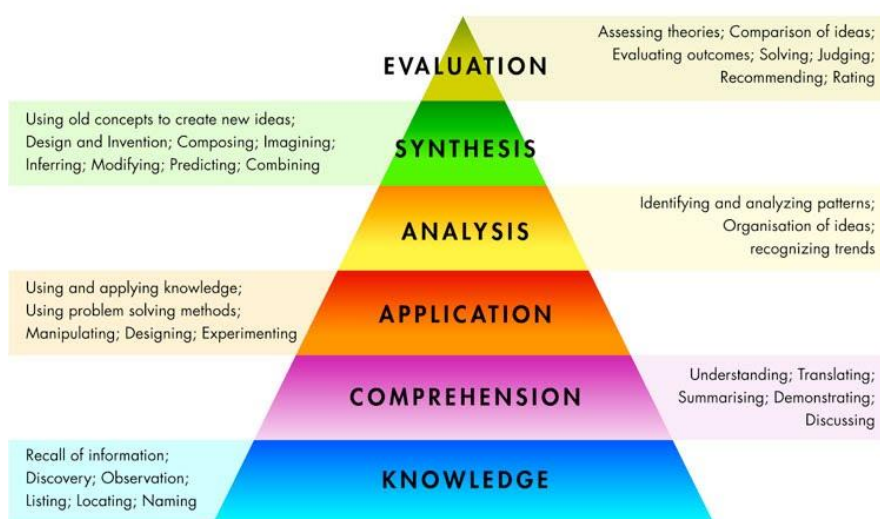 Assessing theories; Comparison of ideas;
Evaluating outcomes; Solving; Judging;
Recommending; Rating
EVALUATION
Using old concepts to create new ideas;
Design and Invention; Composing; Imagining;
Inferring; Modifying; Predicting; Combining
SYNTHESIS
Identifying and analyzing patterns;
Organisation of ideas;
recognizing trends
ANALYSIS
Using and applying knowledge;
Using problem solving methods;
Manipulating; Designing; Experimenting
APPLICATION
Understanding; Translating;
Summarising; Demonstrating;
Discussing
COMPREHENSION
Recall of information;
Discovery; Observation;
Listing; Locating; Naming
KNOWLEDGE